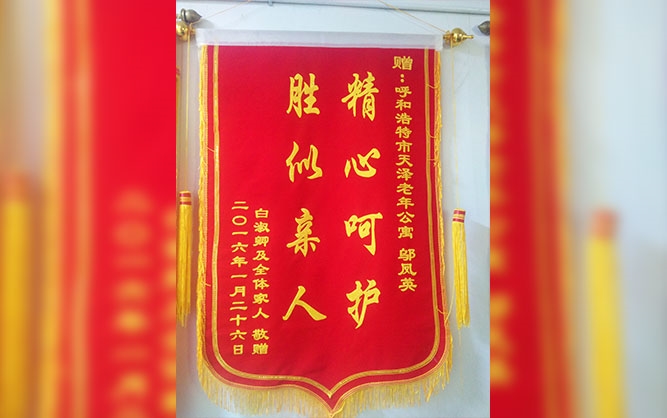 赠：呼和浩特市天泽老年公寓 邬凤英
精心呵护
胜似亲人
白淑卿及全体家人 敬赠
二〇一六年一月二十六日